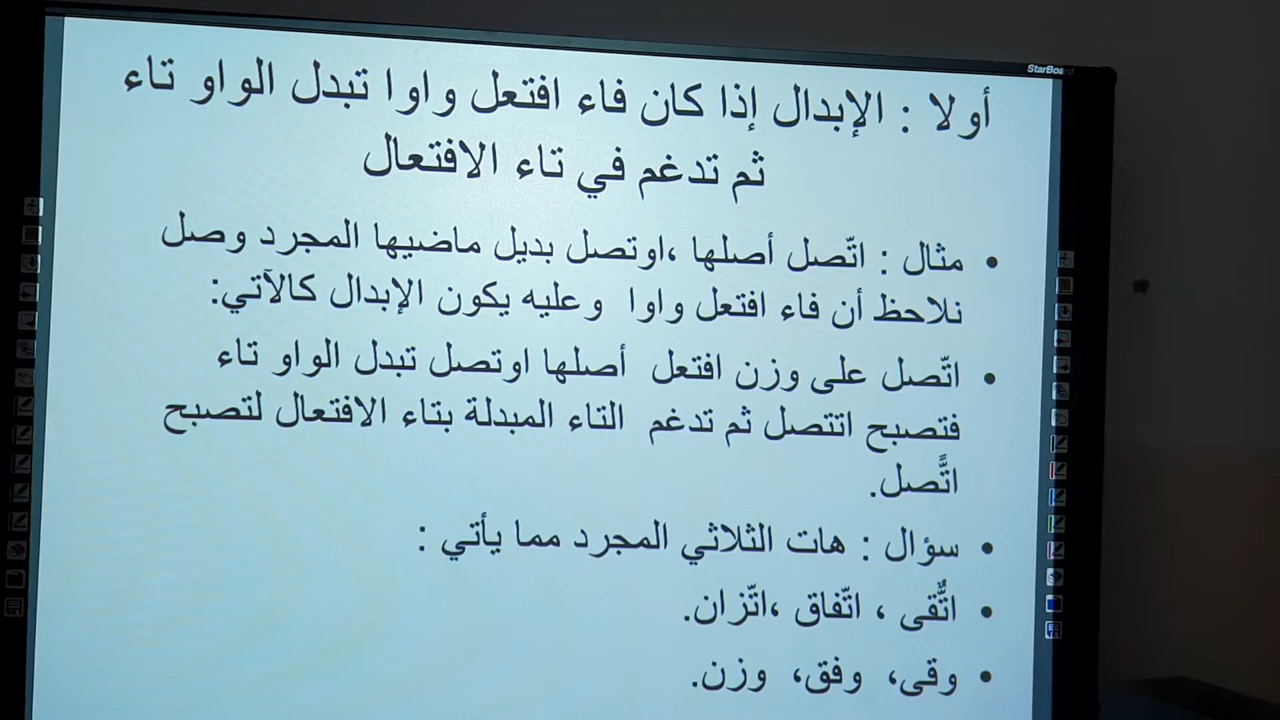 StarBoard
أولا : الإبدال إذا كان فاء افتعل واوا تبدل الواو تاء
ثم تدغم في تاء الافتعال
• مثال : اتّصل أصلها ،اوتصل بديل ماضيها المجرد وصل
نلاحظ أن فاء افتعل واوا وعليه يكون الإبدال كالآتي:
• اتّصل على وزن افتعل أصلها اوتصل تبدل الواو تاء
فتصبح اتتصل ثم تدغم التاء المبدلة بتاء الافتعال لتصبح
اتًّصل.
• سؤال : هات الثلاثي المجرد مما يأتي :
• اتٌّقى ، اتّفاق ،اتّزان.
• وقى، وفق، وزن.